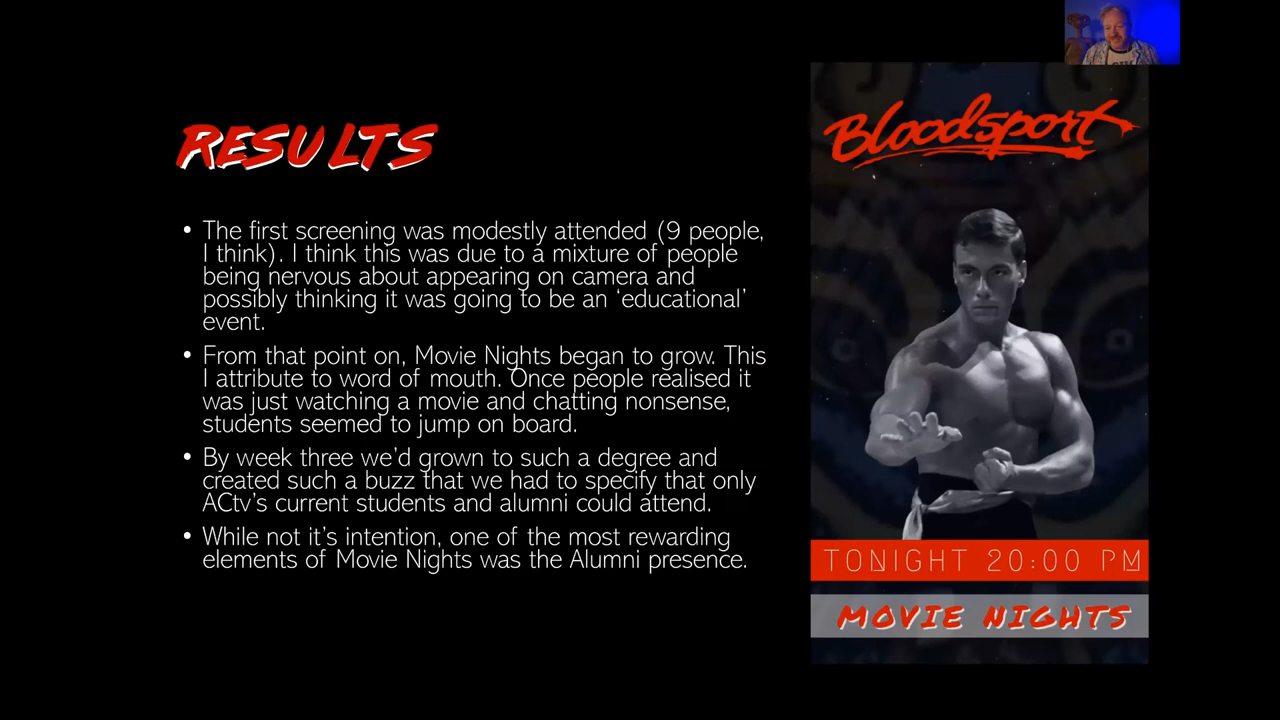 RESULTS
• The first screening was modestly attended (9 people,
I think). I think this was due to a mixture of people
being nervous about appearing on camera and
possibly thinking it was going to be an ‘educational’
event.
• From that point on, Movie Nights began to grow. This
I attribute to word of mouth. Once people realised it
was just watching a movie and chatting nonsense,
students seemed to jump on board.
• By week three we’d grown to such a degree and
created such a buzz that we had to specify that only
ACtv’s current students and alumni could attend.
• While not it’s intention, one of the most rewarding
elements of Movie Nights was the Alumni presence.
Bloodsport
TONIGHT 20:00 PM
MOVIE NIGHTS